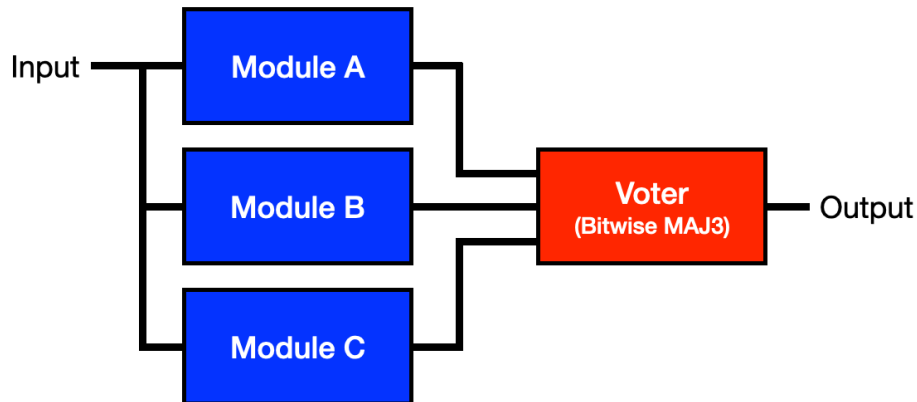 Input
Module A
Module B
Module C
Voter
(Bitwise MAJ3)
Output